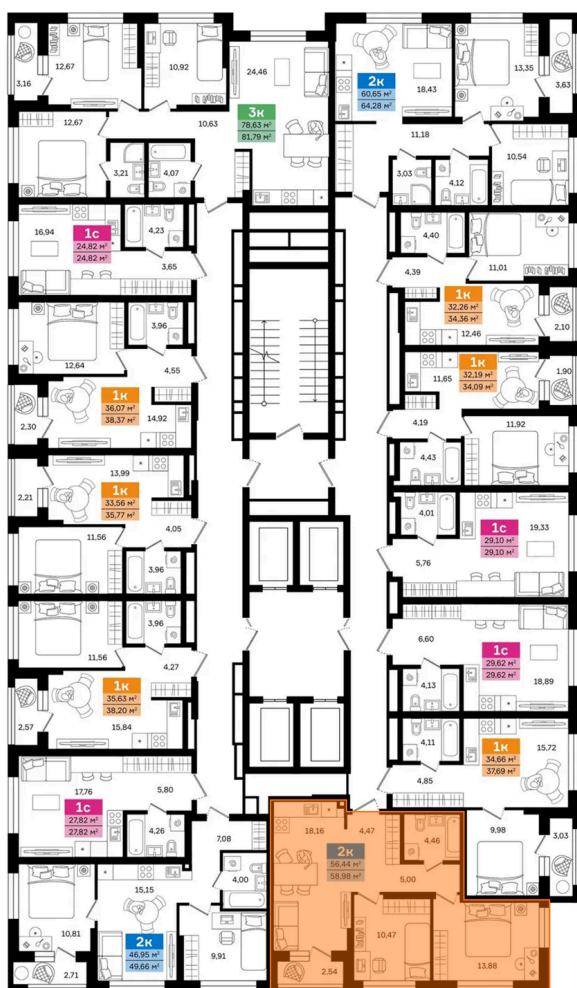 3,16
12,67
10,92
24,46
3к
78,63 м²
81,79 м²
12,67
10,63
3,21
4,07
2к
60,65 м²
64,28 м²
18,43
13,35
3,63
11,18
3,03
4,12
10,54
16,94
1с
24,82 м²
24,82 м²
4,23
3,65
4,40
4,39
11,01
1к
32,26 м²
34,36 м²
12,46
2,10
12,64
3,96
4,55
1к
36,07 м²
38,37 м²
14,92
2,30
11,65
1к
32,19 м²
34,09 м²
1,90
4,19
4,43
11,92
2,21
13,99
1к
33,56 м²
35,77 м²
4,05
11,56
3,96
4,01
1с
29,10 м²
29,10 м²
19,33
5,76
11,56
3,96
4,27
1к
35,63 м²
38,20 м²
2,57
15,84
6,60
1с
29,62 м²
29,62 м²
4,13
18,89
4,11
1к
34,66 м²
37,69 м²
15,72
4,85
9,98
3,03
17,76
1с
27,82 м²
27,82 м²
5,80
4,26
7,08
4,00
15,15
10,81
2к
46,95 м²
49,66 м²
9,91
2,71
18,16
4,47
2к
56,44 м²
58,98 м²
4,46
5,00
10,47
2,54
13,88